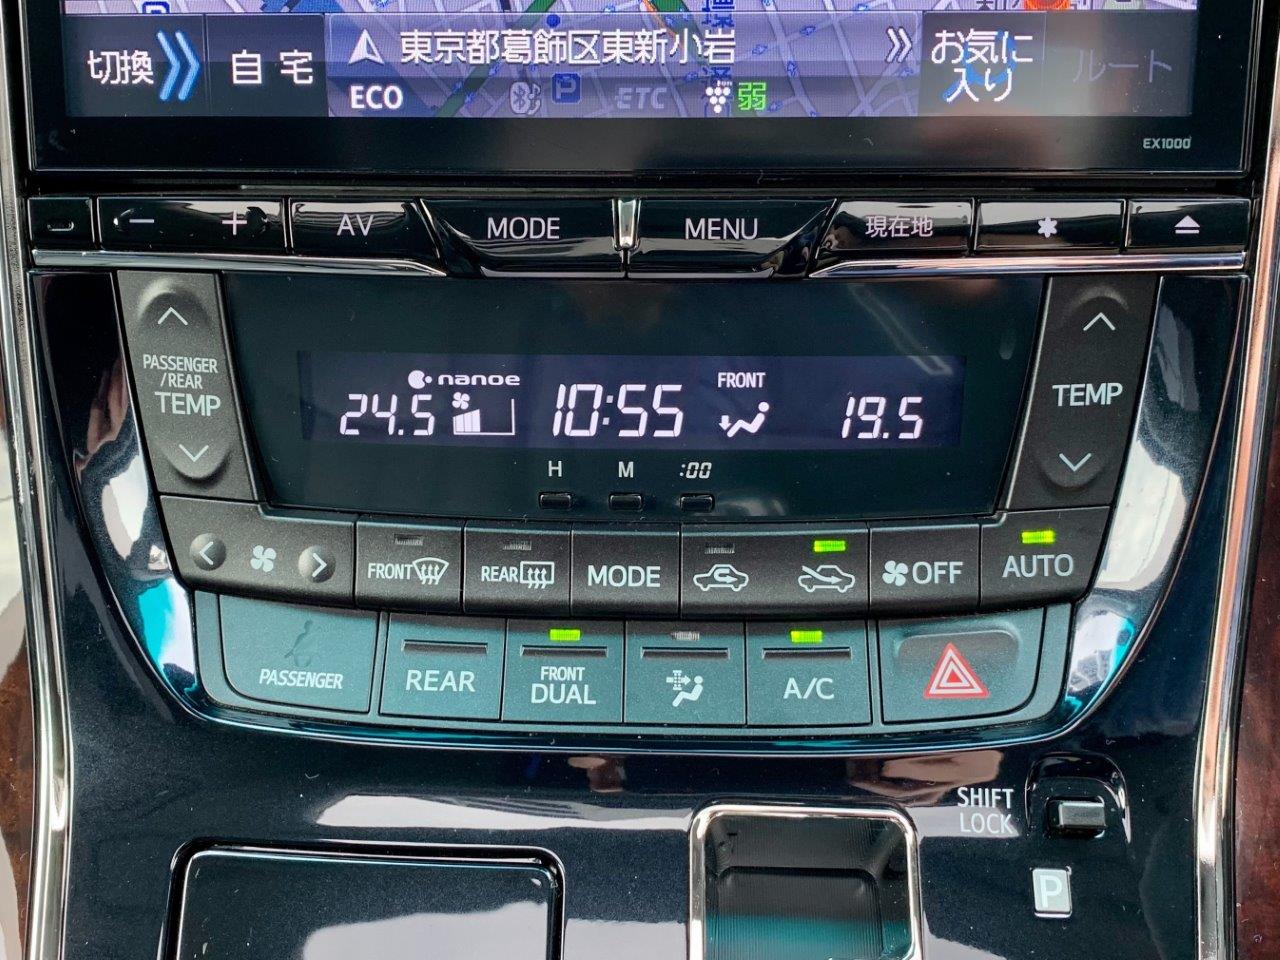 切換
自宅
東京都葛飾区東新小岩
お気に
入り
ルート
ECO
P
ETC
弱
EX1000
AV
MODE
MENU
現在地
PASSENGER
/REAR
TEMP
nanoe
24.5
10:55
FRONT
19.5
TEMP
H
M
:00
FRONT
REAR
MODE
OFF
AUTO
PASSENGER
REAR
FRONT
DUAL
A/C
SHIFT
LOCK
P